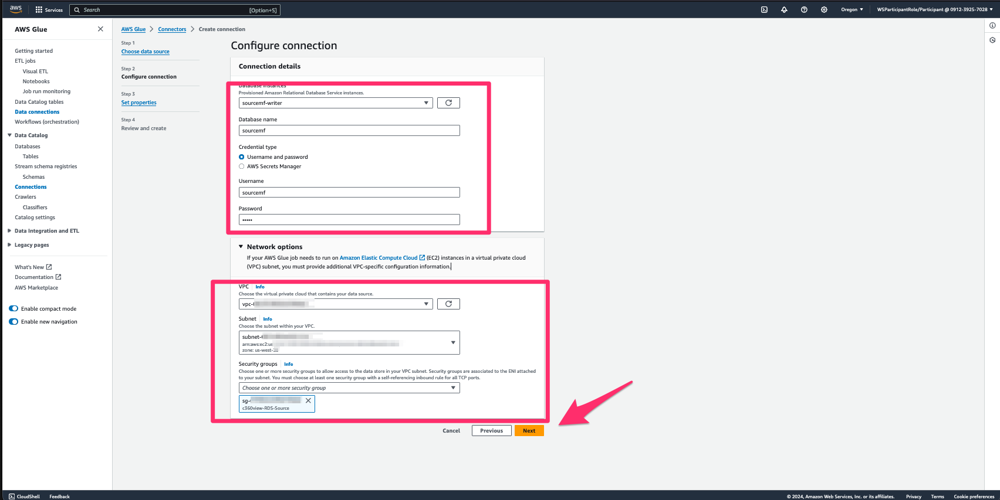 aws
Services
Search
[Option+S]
Oregon
WSParticipantRole/Participant @ 0912-3925-7028
AWS Glue
Getting started
ETL jobs
Visual ETL
Notebooks
Job run monitoring
Data Catalog tables
Data connections
Workflows (orchestration)
Data Catalog
Databases
Tables
Stream schema registries
Schemas
Connections
Crawlers
Classifiers
Catalog settings
Data Integration and ETL
Legacy pages
What's New
Documentation
AWS Marketplace
Enable compact mode
Enable new navigation
AWS Glue
Connectors
Create connection
Step 1
Choose data source
Step 2
Configure connection
Step 3
Set properties
Step 4
Review and create
Configure connection
Connection details
Database instances
Provisioned Amazon Relational Database Service instances.
sourcemf-writer
Database name
sourcemf
Credential type
Username and password
AWS Secrets Manager
Username
sourcemf
Password
•••••
Network options
If your AWS Glue job needs to run on Amazon Elastic Compute Cloud (EC2) instances in a virtual private cloud
(VPC) subnet, you must provide additional VPC-specific configuration information.
VPC Info
Choose the virtual private cloud that contains your data source.
vpc-
Subnet Info
Choose the subnet within your VPC.
subnet-
arn:aws:ec2:us
zone: us-west-
Security groups Info
Choose one or more security groups to allow access to the data store in your VPC subnet. Security groups are associated to the ENI attached
to your subnet. You must choose at least one security group with a self-referencing inbound rule for all TCP ports.
Choose one or more security group
sg-
c360view-RDS-Source
Cancel
Previous
Next
CloudShell
Feedback
© 2024, Amazon Web Services, Inc. or its affiliates.
Privacy
Terms
Cookie preferences